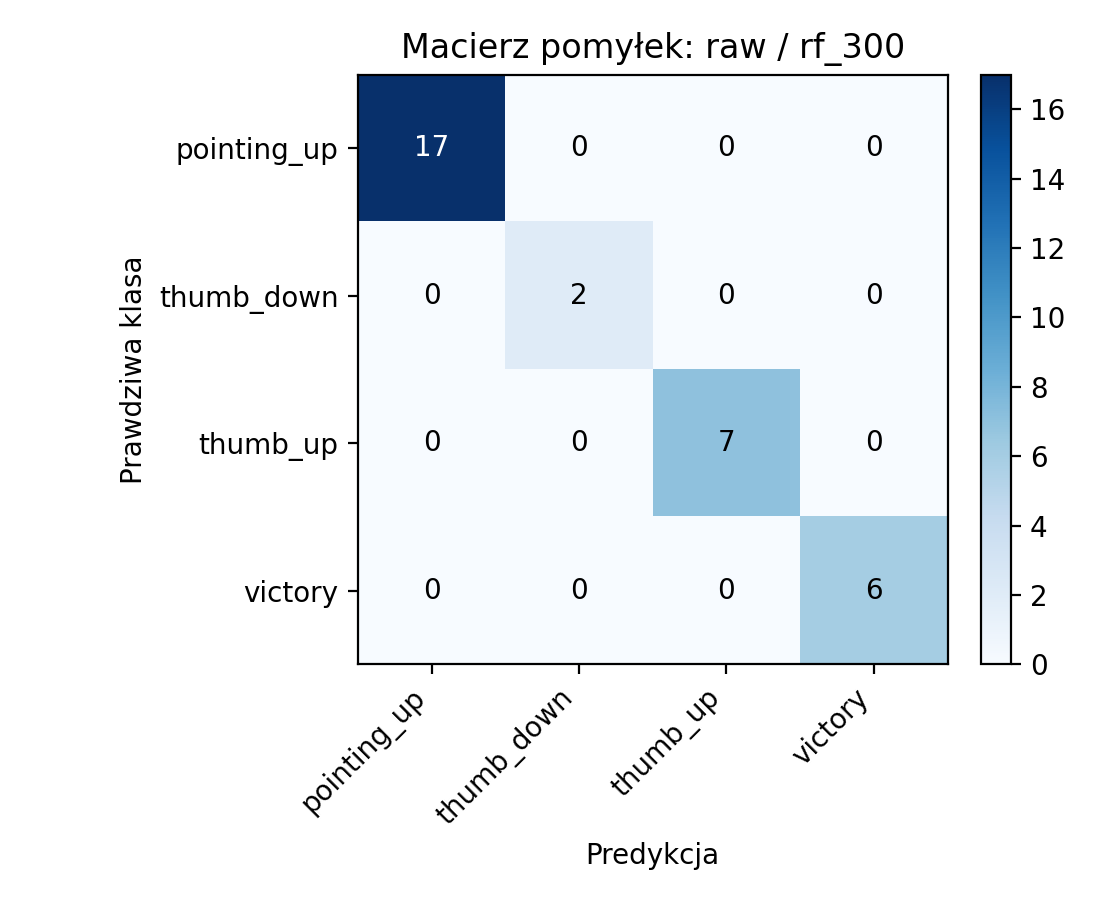 Macierz pomyłek: raw / rf_300
pointing_up 17 0 0 0
thumb_down 0 2 0 0
thumb_up 0 0 7 0
victory 0 0 0 6
Prawdziwa klasa
pointing_up thumb_down thumb_up victory
Predykcja
16
14
12
10
8
6
4
2
0